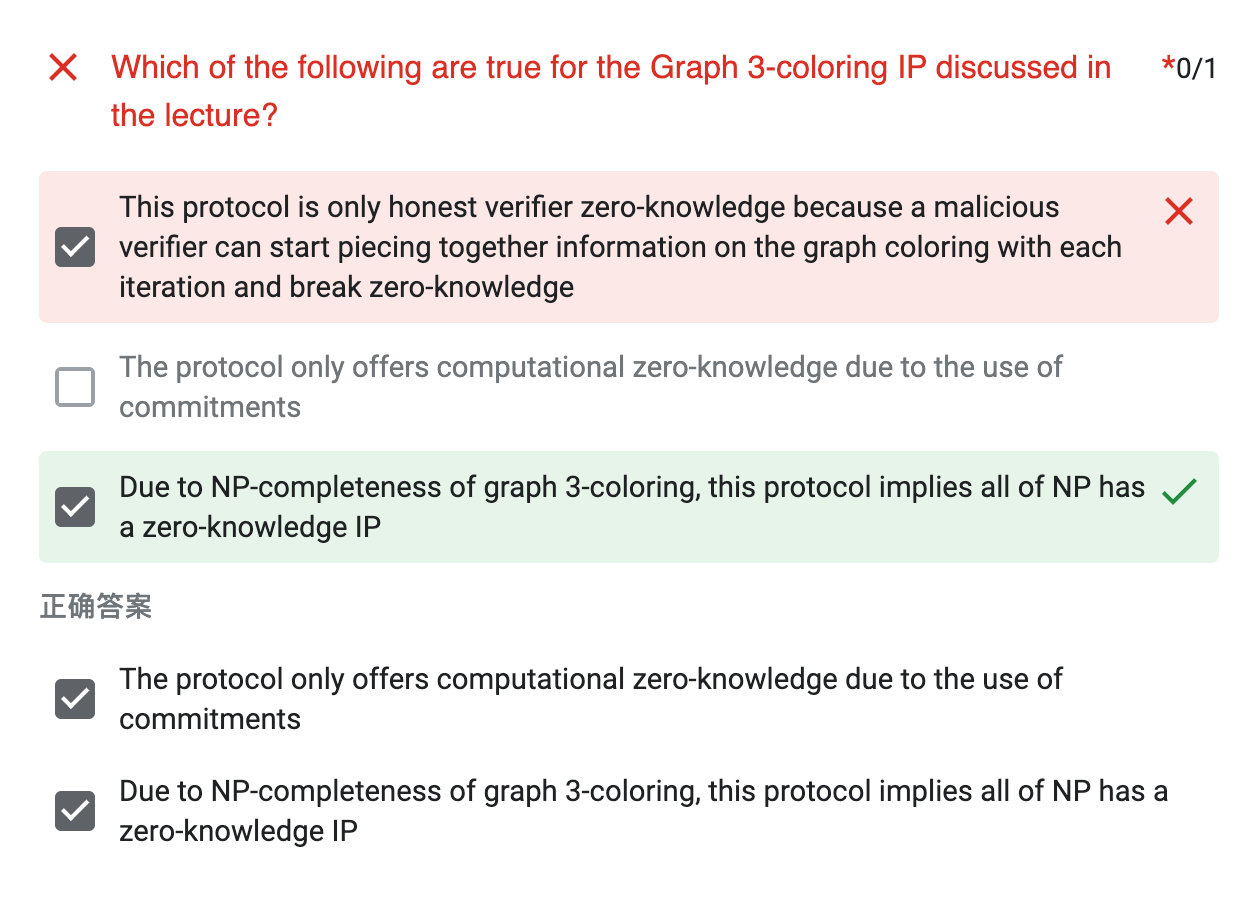 Which of the following are true for the Graph 3-coloring IP discussed in
*0/1
the lecture?
This protocol is only honest verifier zero-knowledge because a malicious
verifier can start piecing together information on the graph coloring with each
iteration and break zero-knowledge
The protocol only offers computational zero-knowledge due to the use of
commitments
Due to NP-completeness of graph 3-coloring, this protocol implies all of NP has
a zero-knowledge IP
正确答案
The protocol only offers computational zero-knowledge due to the use of
commitments
Due to NP-completeness of graph 3-coloring, this protocol implies all of NP has a
zero-knowledge IP